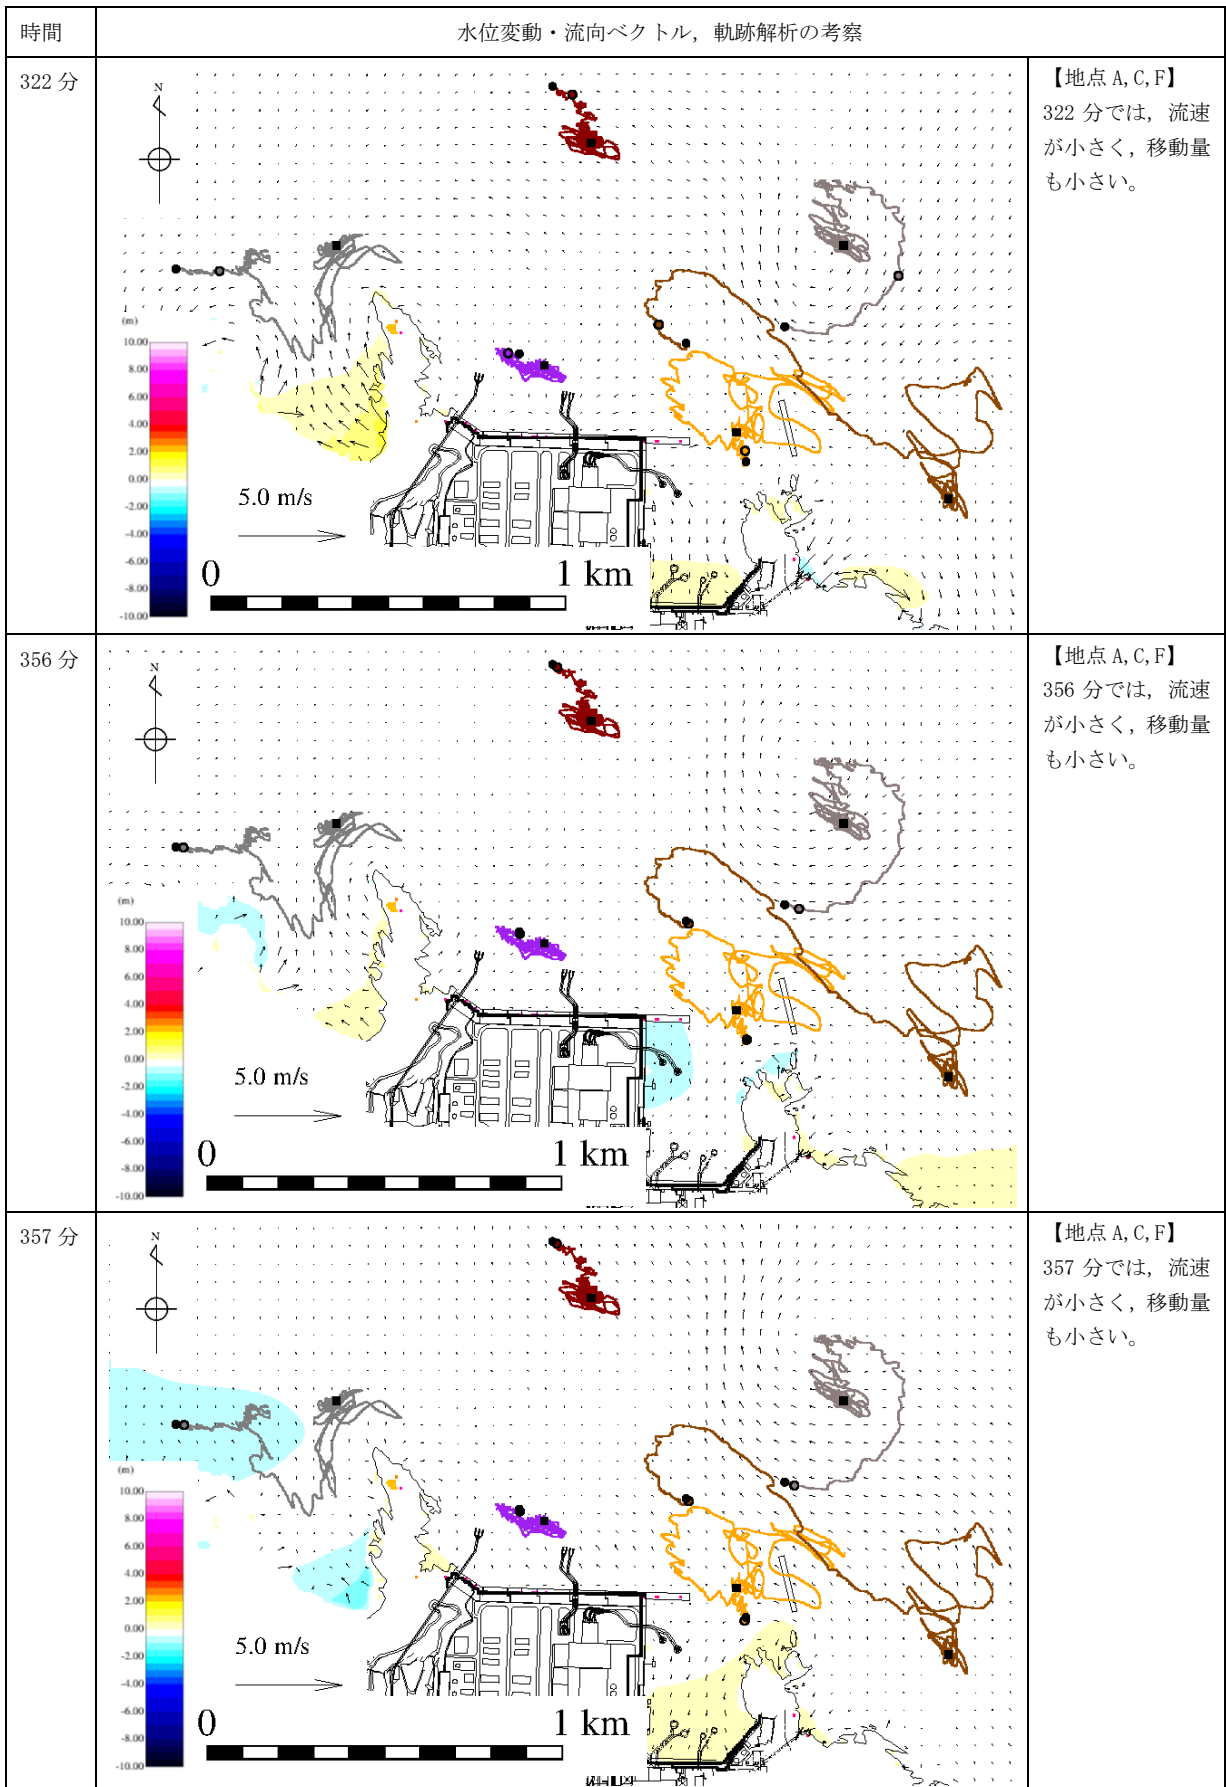 時間
水位変動・流向ベクトル，軌跡解析の考察
322 分
N
(m)
10.00
8.00
6.00
4.00
2.00
0.00
-2.00
-4.00
-6.00
-8.00
-10.00
5.0 m/s
0
1 km
【地点 A,C,F】
322 分では，流速
が小さく，移動量
も小さい。
356 分
N
(m)
10.00
8.00
6.00
4.00
2.00
0.00
-2.00
-4.00
-6.00
-8.00
-10.00
5.0 m/s
0
1 km
【地点 A,C,F】
356 分では，流速
が小さく，移動量
も小さい。
357 分
N
(m)
10.00
8.00
6.00
4.00
2.00
0.00
-2.00
-4.00
-6.00
-8.00
-10.00
5.0 m/s
0
1 km
【地点 A,C,F】
357 分では，流速
が小さく，移動量
も小さい。